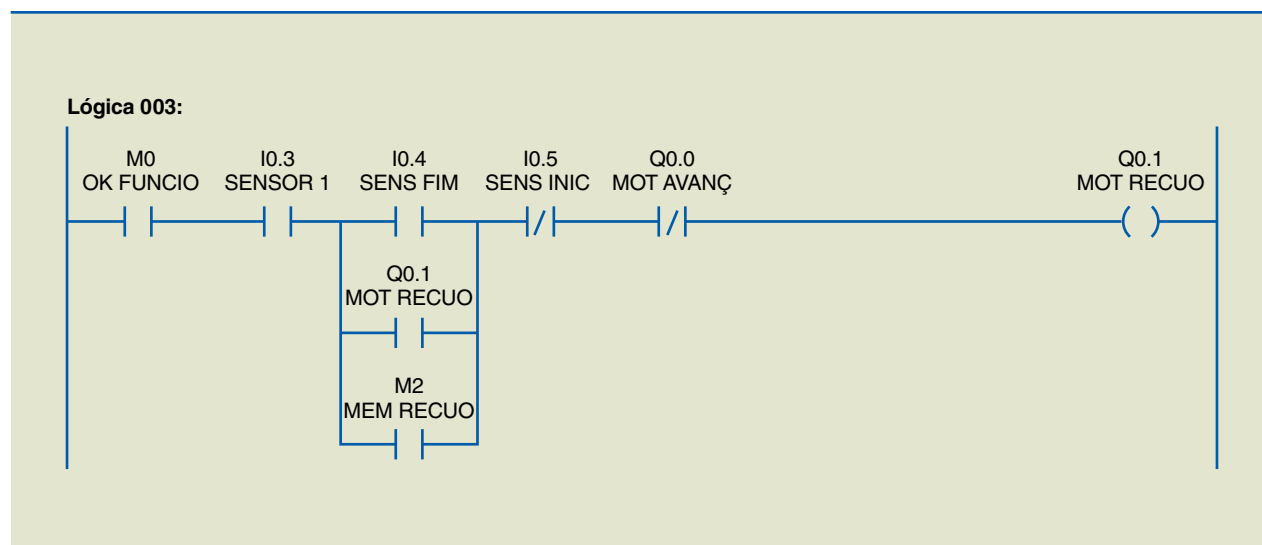 Lógica 003:
M0 I0.3 I0.4 I0.5 Q0.0 Q0.1
OK FUNCIO SENSOR 1 SENS FIM SENS INIC MOT AVANÇ MOT RECUO
Q0.1
MOT RECUO
M2
MEM RECUO